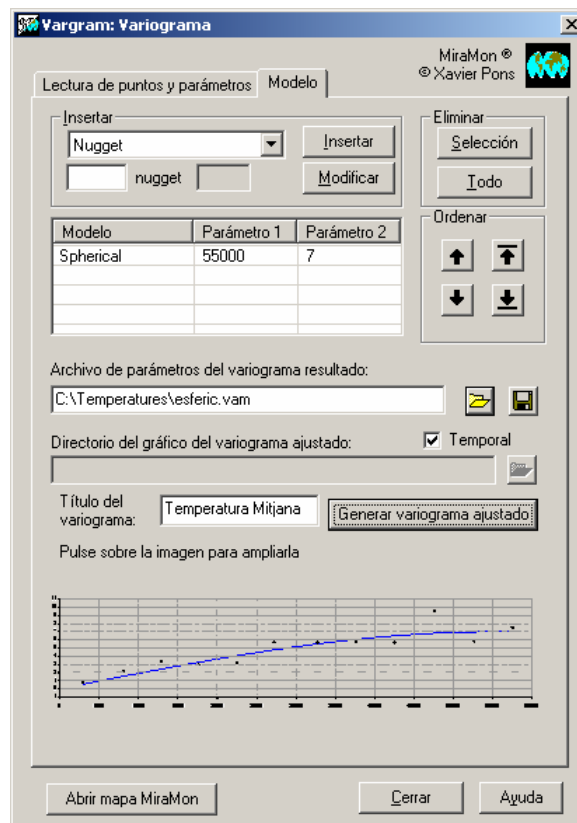 Vargram: Variograma
MiraMon ®
© Xavier Pons
Lectura de puntos y parámetros
Modelo
Insertar
Nugget
Insertar
nugget
Modificar
Eliminar
Selección
Todo
Ordenar
Modelo Parámetro 1 Parámetro 2
Spherical 55000 7
Archivo de parámetros del variograma resultado:
C:\Temperatures\esferic.vam
Directorio del gráfico del variograma ajustado:
Temporal
Título del variograma:
Temperatura Mitjana
Generar variograma ajustado
Pulse sobre la imagen para ampliarla
Abrir mapa MiraMon
Cerrar
Ayuda